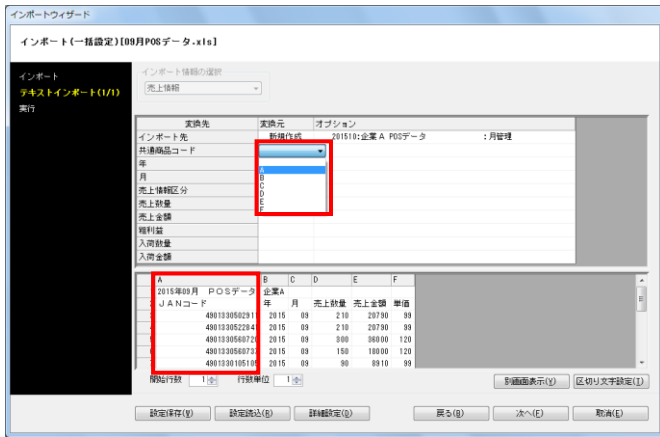 インポートウィザード
インポート(一括設定)[09月POSデータ.xls]
インポート
テキストインポート(1/1)
実行
インポート情報の選択
売上情報
変換先 変換元 オプション
インポート先 新規作成 201510:企業A POSデータ :月管理
共通商品コード
年
月
売上情報区分
売上数量
売上金額
粗利益
入荷数量
入荷金額
A
B
C
D
E
F
A B C D E F
2015年09月 POSデータ 企業A
JANコード 年 月 売上数量 売上金額 単価
4901330502911 2015 09 210 20790 99
490133052284 2015 09 210 20790 99
490133056072 2015 09 300 36000 120
490133056073 2015 09 150 18000 120
490133010510 2015 09 90 8910 99
開始行数 1 行数単位 1
別画面表示(Y) 区切り文字設定(I)
設定保存(W) 設定読込(R) 詳細設定(D) 戻る(B) 次へ(F) 取消(E)